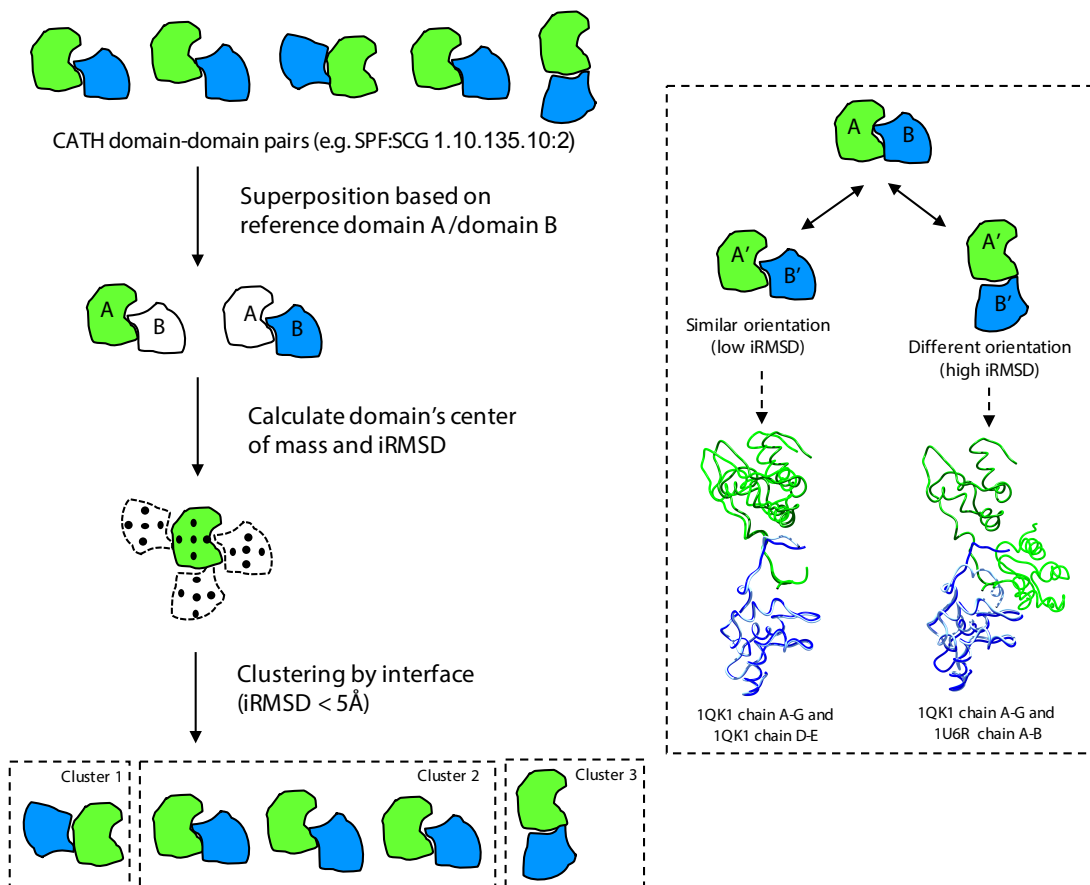 CATH domain-domain pairs (e.g. SPF:SCG 1.10.135.10:2)
Superposition based on
reference domain A/domain B
A
B
A
B
Calculate domain's center
of mass and iRMSD
Clustering by interface
(iRMSD < 5Å)
Cluster 1
Cluster 2
Cluster 3
A
B
A'
B'
A'
B'
Similar orientation
(low iRMSD)
Different orientation
(high iRMSD)
1QK1 chain A-G and
1QK1 chain D-E
1QK1 chain A-G and
1U6R chain A-B